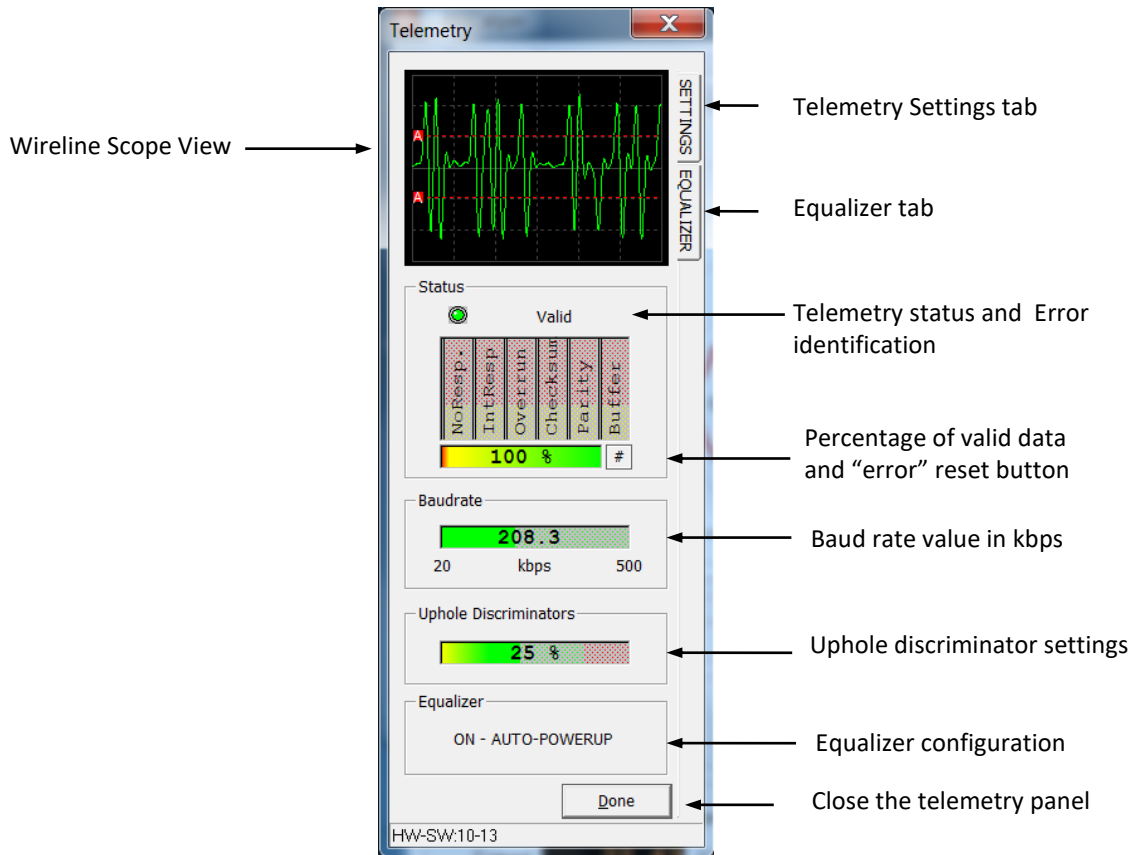 Telemetry
X
Wireline Scope View
A
A
SETTINGS
EQUALIZER
Telemetry Settings tab
Equalizer tab
Status
Valid
Telemetry status and Error
identification
NoResp.
IntResp
Overrun
Checksum
Parity
Buffer
100 %
#
Percentage of valid data
and “error” reset button
Baudrate
208.3
20 kbps 500
Baud rate value in kbps
Uphole Discriminators
25 %
Uphole discriminator settings
Equalizer
ON - AUTO-POWERUP
Equalizer configuration
Done
Close the telemetry panel
HW-SW:10-13